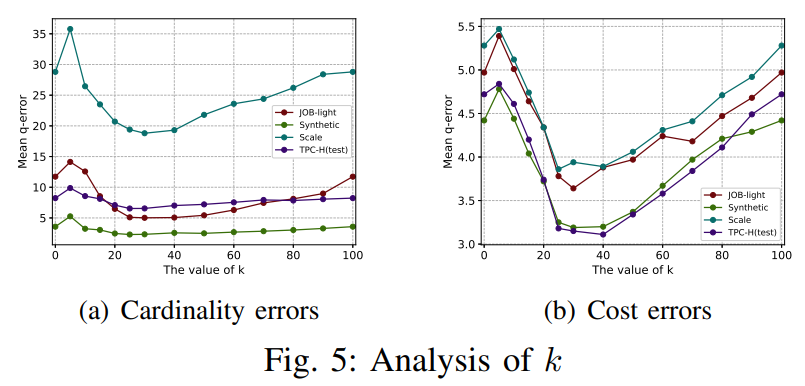 35
30
25
20
15
10
5
0 20 40 60 80 100
Mean q-error
The value of k
JOB-light
Synthetic
Scale
TPC-H(test)
(a) Cardinality errors
5.5
5.0
4.5
4.0
3.5
3.0
0 20 40 60 80 100
Mean q-error
The value of k
JOB-light
Synthetic
Scale
TPC-H(test)
(b) Cost errors
Fig. 5: Analysis of k